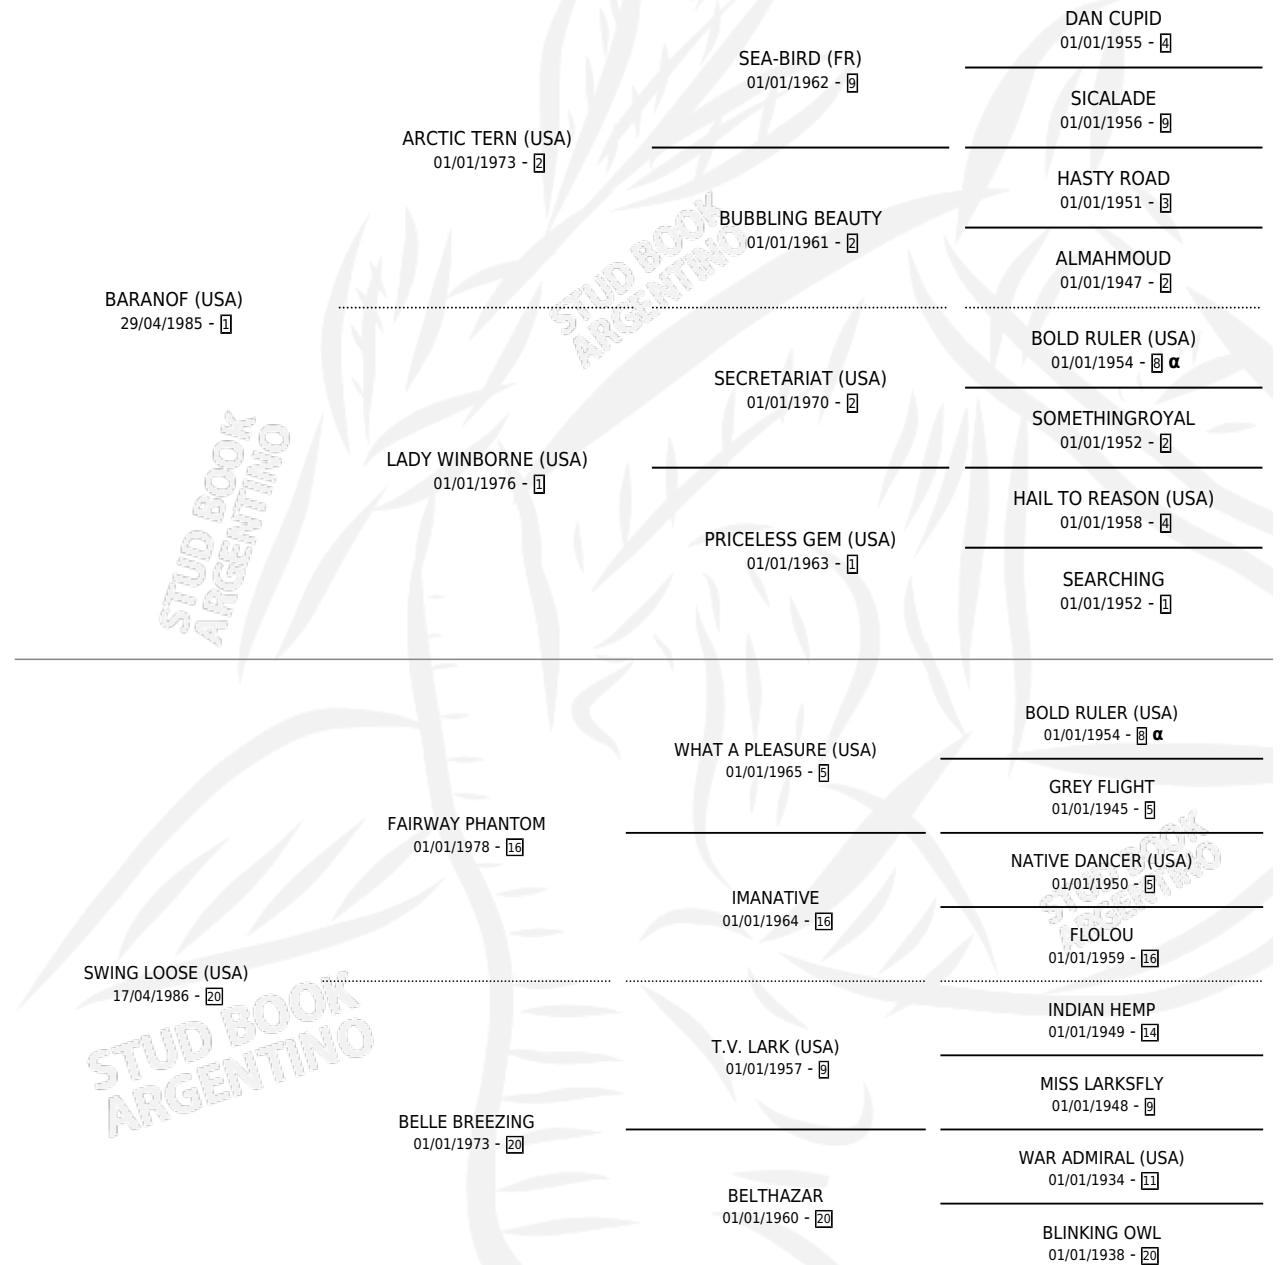 DAN CUPID
01/01/1955 - 4
SEA-BIRD (FR)
01/01/1962 - 9
SICALADE
01/01/1956 - 9
ARCTIC TERN (USA)
01/01/1973 - 2
HASTY ROAD
01/01/1951 - 3
BUBBLING BEAUTY
01/01/1961 - 2
ALMAHMOUD
01/01/1947 - 2
BARANOF (USA)
29/04/1985 - 1
STUD BOOK
ARGENTINO
BOLD RULER (USA)
01/01/1954 - 8 α
SECRETARIAT (USA)
01/01/1970 - 2
SOMETHINGROYAL
01/01/1952 - 2
LADY WINBORNE (USA)
01/01/1976 - 1
HAIL TO REASON (USA)
01/01/1958 - 4
PRICELESS GEM (USA)
01/01/1963 - 1
SEARCHING
01/01/1952 - 1
STUD BOOK
ARGENTINO
BOLD RULER (USA)
01/01/1954 - 8 α
WHAT A PLEASURE (USA)
01/01/1965 - 5
GREY FLIGHT
01/01/1945 - 5
FAIRWAY PHANTOM
01/01/1978 - 16
NATIVE DANCER (USA)
01/01/1950 - 5
STUD BOOK
ARGENTINO
IMANATIVE
01/01/1964 - 16
FLOLOU
01/01/1959 - 16
SWING LOOSE (USA)
17/04/1986 - 20
STUD BOOK
ARGENTINO
INDIAN HEMP
01/01/1949 - 14
T.V. LARK (USA)
01/01/1957 - 9
MISS LARKSFLY
01/01/1948 - 9
BELLE BREEZING
01/01/1973 - 20
WAR ADMIRAL (USA)
01/01/1934 - 11
BELTHAZAR
01/01/1960 - 20
BLINKING OWL
01/01/1938 - 20